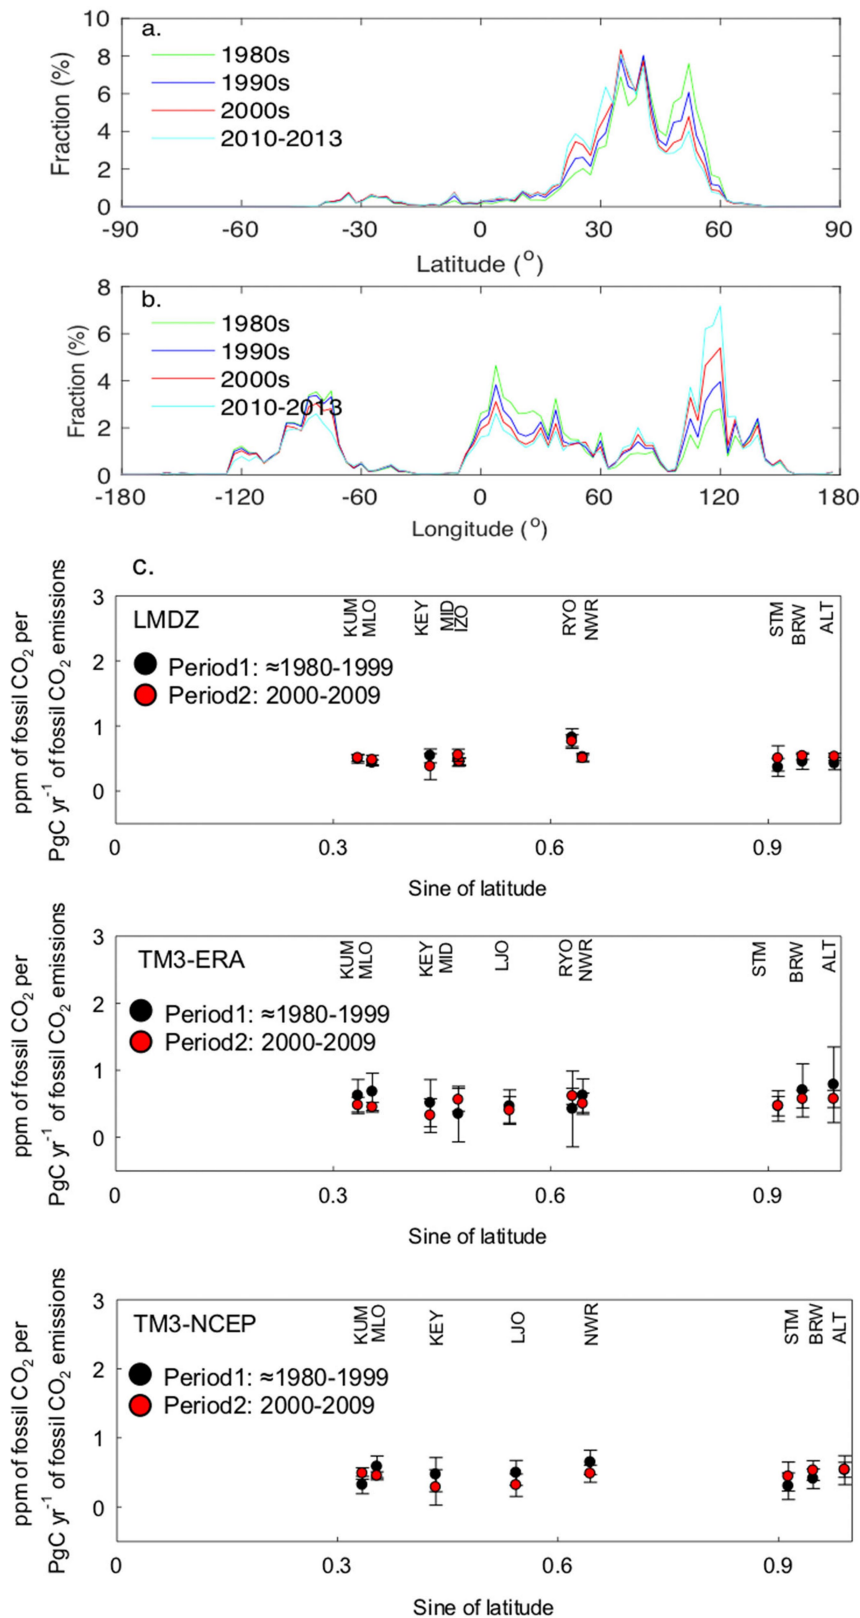 a.
10
8
6
4
2
0
Fraction (%)
1980s
1990s
2000s
2010-2013
-90 -60 -30 0 30 60 90
Latitude (o)
b.
8
6
4
2
0
Fraction (%)
1980s
1990s
2000s
2010-2013
-180 -120 -60 0 60 120 180
Longitude (o)
c.
ppm of fossil CO2 per
PgC yr-1 of fossil CO2 emissions
3
2
1
0
LMDZ
KUM MLO KEY MID IZO RYO NWR STM BRW ALT
Period1: ≈1980-1999
Period2: 2000-2009
0 0.3 0.6 0.9
Sine of latitude
ppm of fossil CO2 per
PgC yr-1 of fossil CO2 emissions
3
2
1
0
TM3-ERA
KUM MLO KEY MID LJO RYO NWR STM BRW ALT
Period1: ≈1980-1999
Period2: 2000-2009
0 0.3 0.6 0.9
Sine of latitude
ppm of fossil CO2 per
PgC yr-1 of fossil CO2 emissions
3
2
1
0
TM3-NCEP
KUM MLO KEY LJO NWR STM BRW ALT
Period1: ≈1980-1999
Period2: 2000-2009
0 0.3 0.6 0.9
Sine of latitude